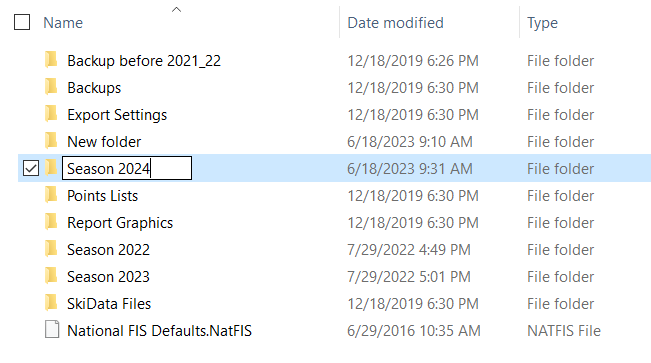 Name Date modified Type
Backup before 2021_22 12/18/2019 6:26 PM File folder
Backups 12/18/2019 6:30 PM File folder
Export Settings 12/18/2019 6:30 PM File folder
New folder 6/18/2023 9:10 AM File folder
Season 2024 6/18/2023 9:31 AM File folder
Points Lists 12/18/2019 6:30 PM File folder
Report Graphics 12/18/2019 6:30 PM File folder
Season 2022 7/29/2022 4:49 PM File folder
Season 2023 7/29/2022 5:01 PM File folder
SkiData Files 12/18/2019 6:30 PM File folder
National FIS Defaults.NatFIS 6/29/2016 10:35 AM NATFIS File